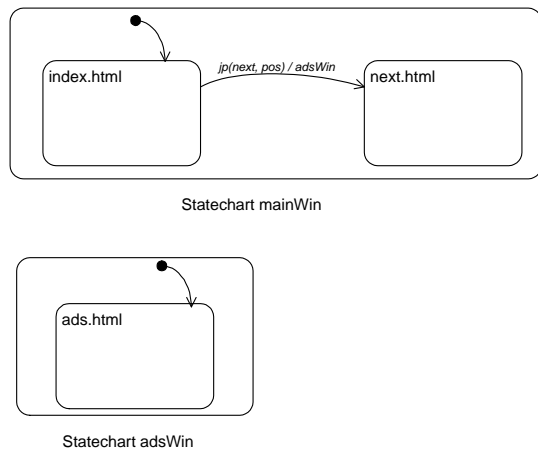 index.html
jp(next, pos) / adsWin
next.html
Statechart mainWin
ads.html
Statechart adsWin